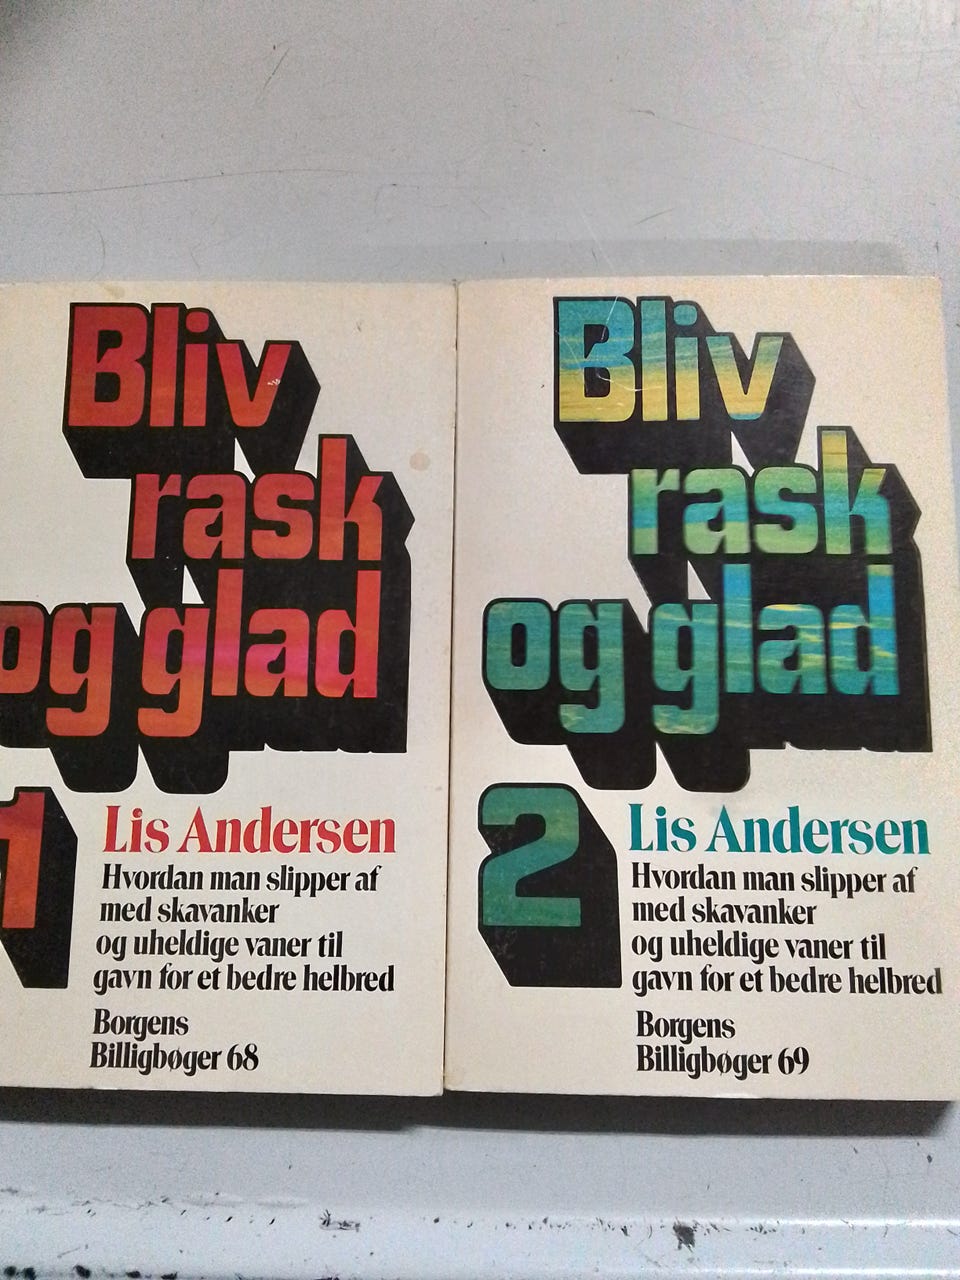 Bliv
rask
og glad
1
Lis Andersen
Hvordan man slipper af
med skavanker
og uheldige vaner til
gavn for et bedre helbred
Borgens
Billigbøger 68
Bliv
rask
og glad
2
Lis Andersen
Hvordan man slipper af
med skavanker
og uheldige vaner til
gavn for et bedre helbred
Borgens
Billigbøger 69